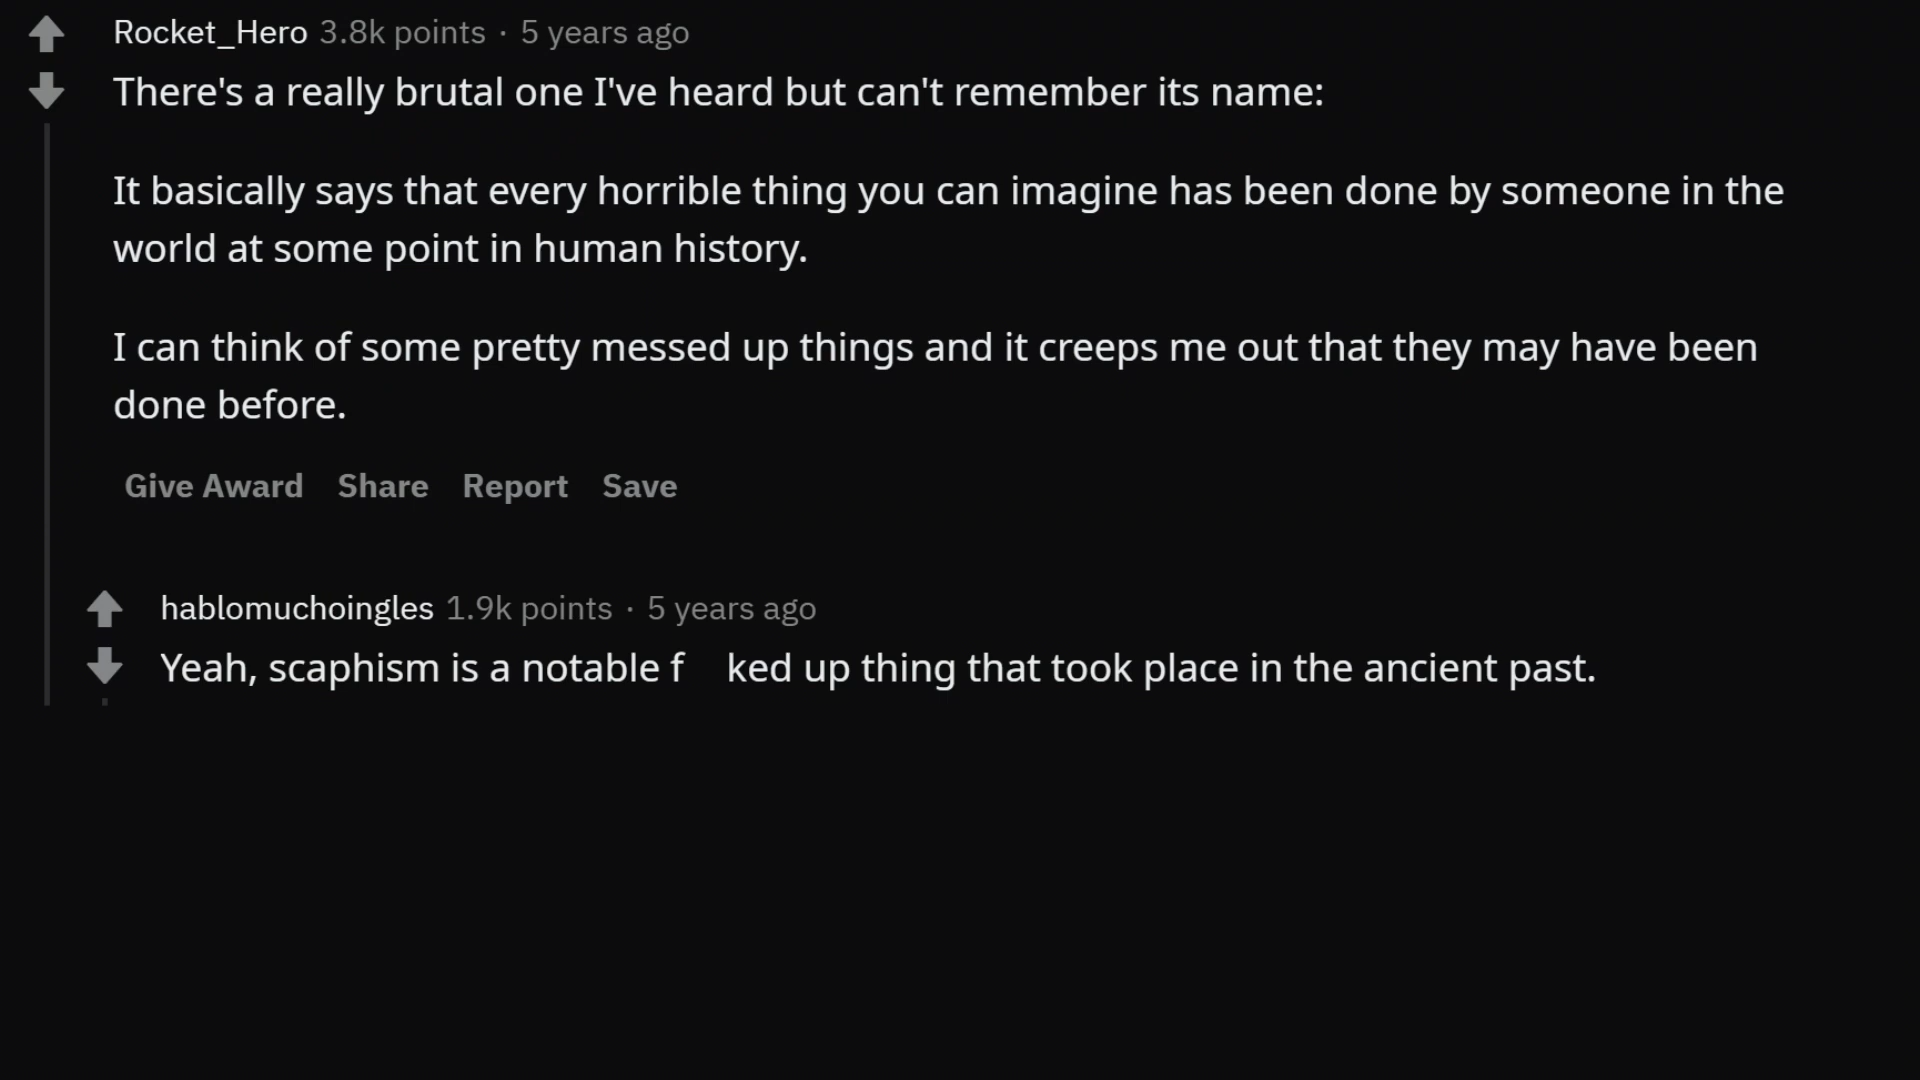 Rocket_Hero 3.8k points · 5 years ago
There's a really brutal one I've heard but can't remember its name:
It basically says that every horrible thing you can imagine has been done by someone in the
world at some point in human history.
I can think of some pretty messed up things and it creeps me out that they may have been
done before.
Give Award Share Report Save
hablomuchoingles 1.9k points · 5 years ago
Yeah, scaphism is a notable f ked up thing that took place in the ancient past.